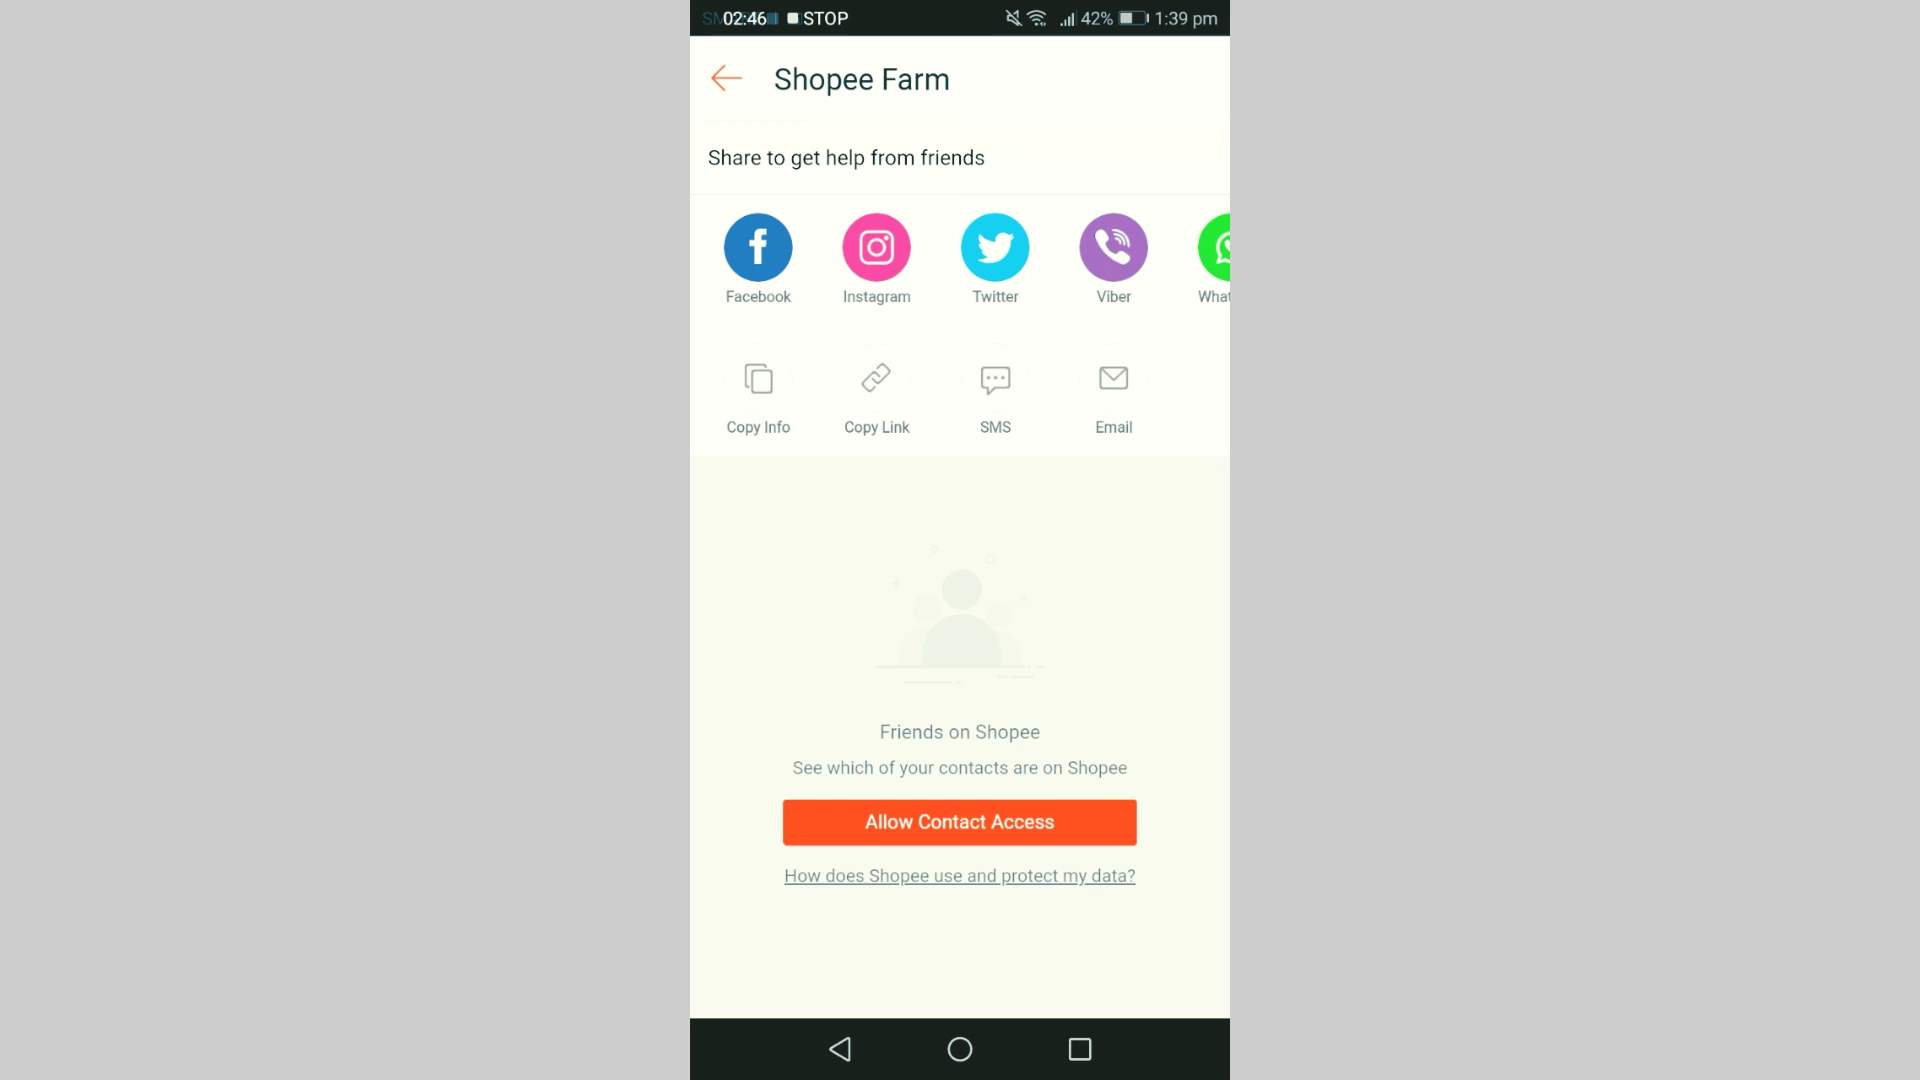 02:46 STOP 42% 1:39 pm
Shopee Farm
Share to get help from friends
Facebook Instagram Twitter Viber What
Copy Info Copy Link SMS Email
Friends on Shopee
See which of your contacts are on Shopee
Allow Contact Access
How does Shopee use and protect my data?